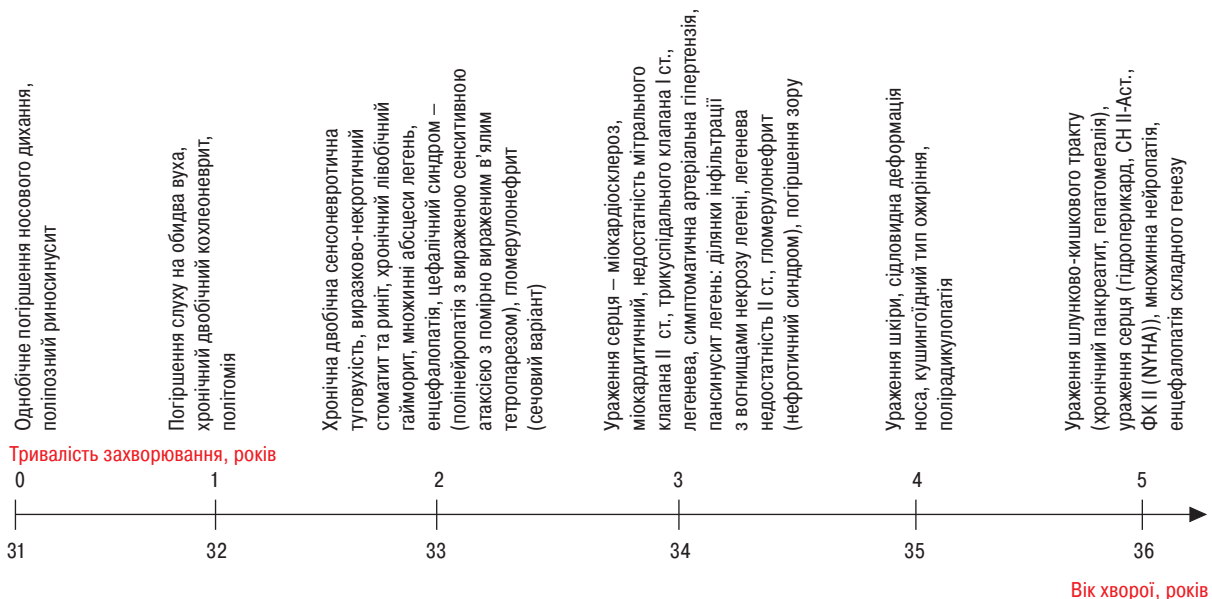 Однобічне погіршення носового дихання,
поліпозний риносинусит
Погіршення слуху на обидва вуха,
хронічний двобічний кохлеоневрит,
політомія
Хронічна двобічна сенсоневротична
туговухість, виразково-некротичний
стоматит та риніт, хронічний лівобічний
гайморит, множинні абсцеси легень,
енцефалопатія, цефалічний синдром –
(полінейропатія з вираженою сенситивною
атаксією з помірно вираженим в’ялим
тетропарезом), гломерулонефрит
(сечовий варіант)
Ураження серця – міокардіосклероз,
міокардитичний, недостатність мітрального
клапана II ст., трикуспідального клапана I ст.,
легенева, симптоматична артеріальна гіпертензія,
пансинусит легень: ділянки інфільтрації
з вогнищами некрозу легені, легенева
недостатність II ст., гломерулонефрит
(нефротичний синдром), погіршення зору
Ураження шкіри, сідловидна деформація
носа, кушингоїдний тип ожиріння,
полірадикулопатія
Ураження шлунково-кишкового тракту
(хронічний панкреатит, гепатомегалія),
ураження серця (гідроперикард, СН II-Аст.,
ФК II (NYHA)), множинна нейропатія,
енцефалопатія складного генезу
Тривалість захворювання, років
0 1 2 3 4 5
31 32 33 34 35 36
Вік хворої, років